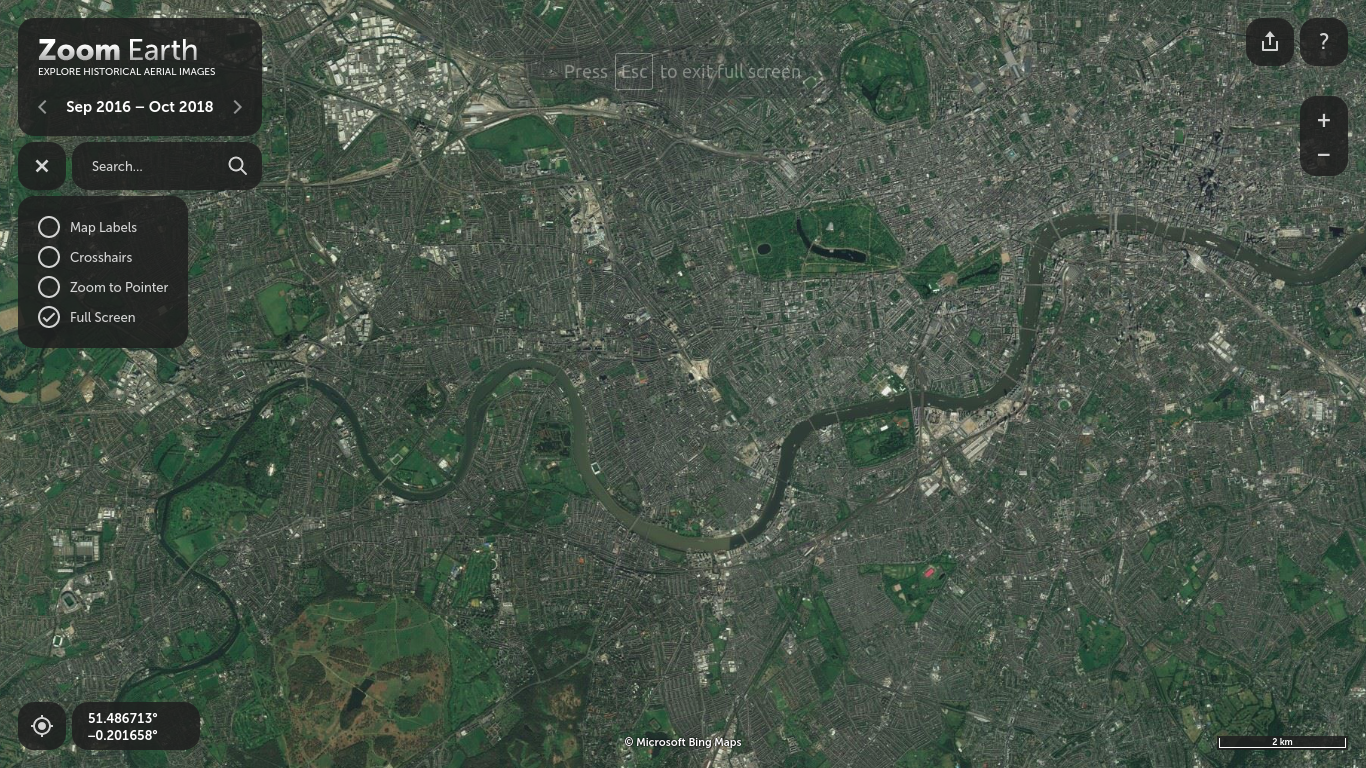 Zoom Earth
EXPLORE HISTORICAL AERIAL IMAGES
Sep 2016 – Oct 2018
Search...
Map Labels
Crosshairs
Zoom to Pointer
Full Screen
Press Esc to exit full screen
?
+
−
51.486713°
−0.201658°
© Microsoft Bing Maps
2 km